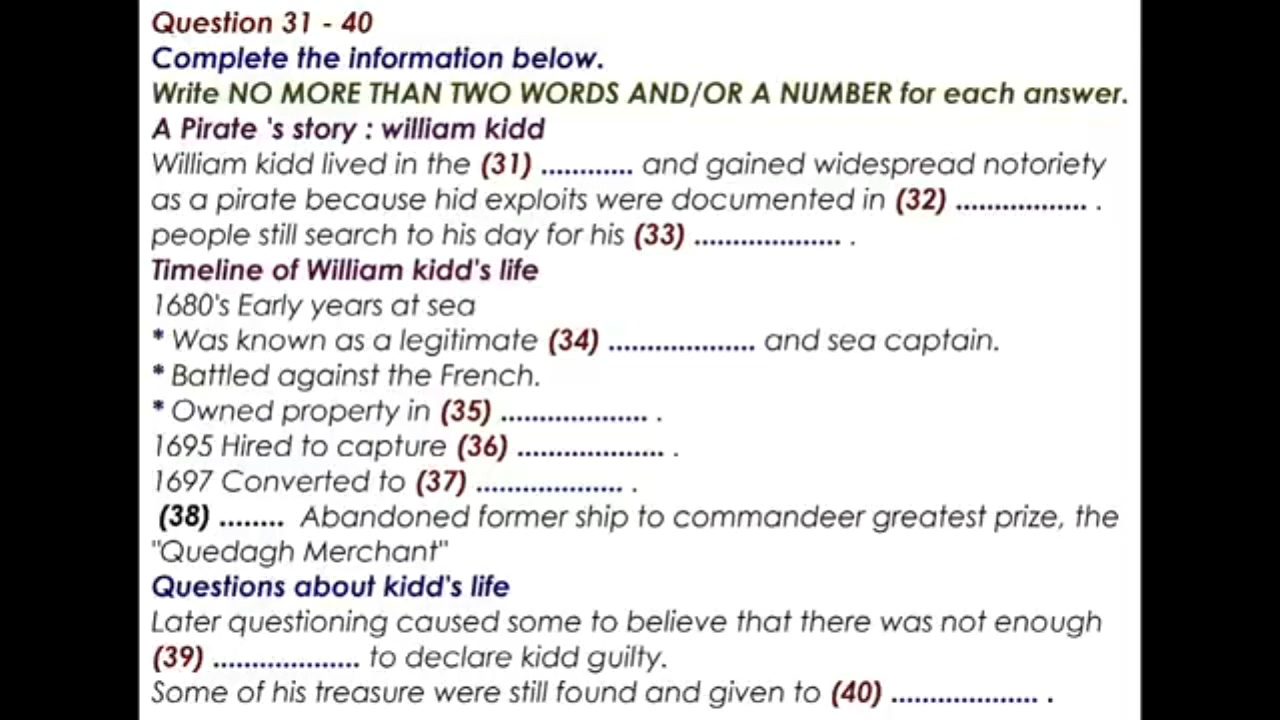 Question 31 - 40
Complete the information below.
Write NO MORE THAN TWO WORDS AND/OR A NUMBER for each answer.
A Pirate 's story : william kidd
William kidd lived in the (31) ............ and gained widespread notoriety
as a pirate because hid exploits were documented in (32) ................. .
people still search to his day for his (33) ................... .
Timeline of William kidd's life
1680's Early years at sea
* Was known as a legitimate (34) ................... and sea captain.
* Battled against the French.
* Owned property in (35) ................... .
1695 Hired to capture (36) ................... .
1697 Converted to (37) ................... .
(38) ........ Abandoned former ship to commandeer greatest prize, the
"Quedagh Merchant"
Questions about kidd's life
Later questioning caused some to believe that there was not enough
(39) ................... to declare kidd guilty.
Some of his treasure were still found and given to (40) ................... .